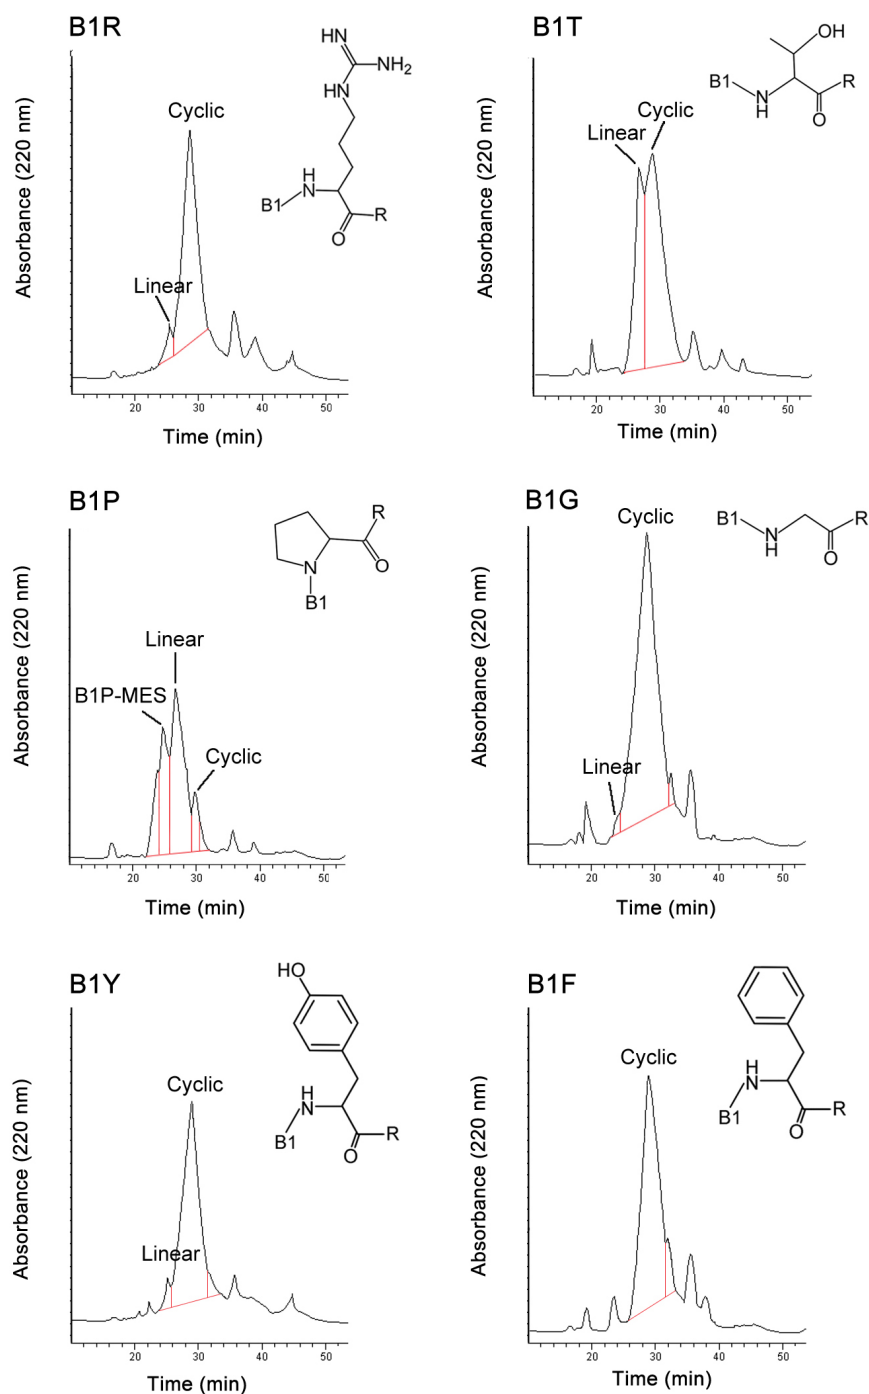 B1R
Absorbance (220 nm)
Cyclic
Linear
HN
NH2
HN
H
N
B1
R
O
20 30 40 50
Time (min)
B1T
Absorbance (220 nm)
Linear
Cyclic
OH
B1
N
H
R
O
20 30 40 50
Time (min)
B1P
Absorbance (220 nm)
B1P-MES
Linear
Cyclic
R
N
O
B1
20 30 40 50
Time (min)
B1G
Absorbance (220 nm)
Cyclic
Linear
B1
N
H
R
O
20 30 40 50
Time (min)
B1Y
Absorbance (220 nm)
Cyclic
Linear
HO
H
N
B1
R
O
20 30 40 50
Time (min)
B1F
Absorbance (220 nm)
Cyclic
H
N
B1
R
O
20 30 40 50
Time (min)